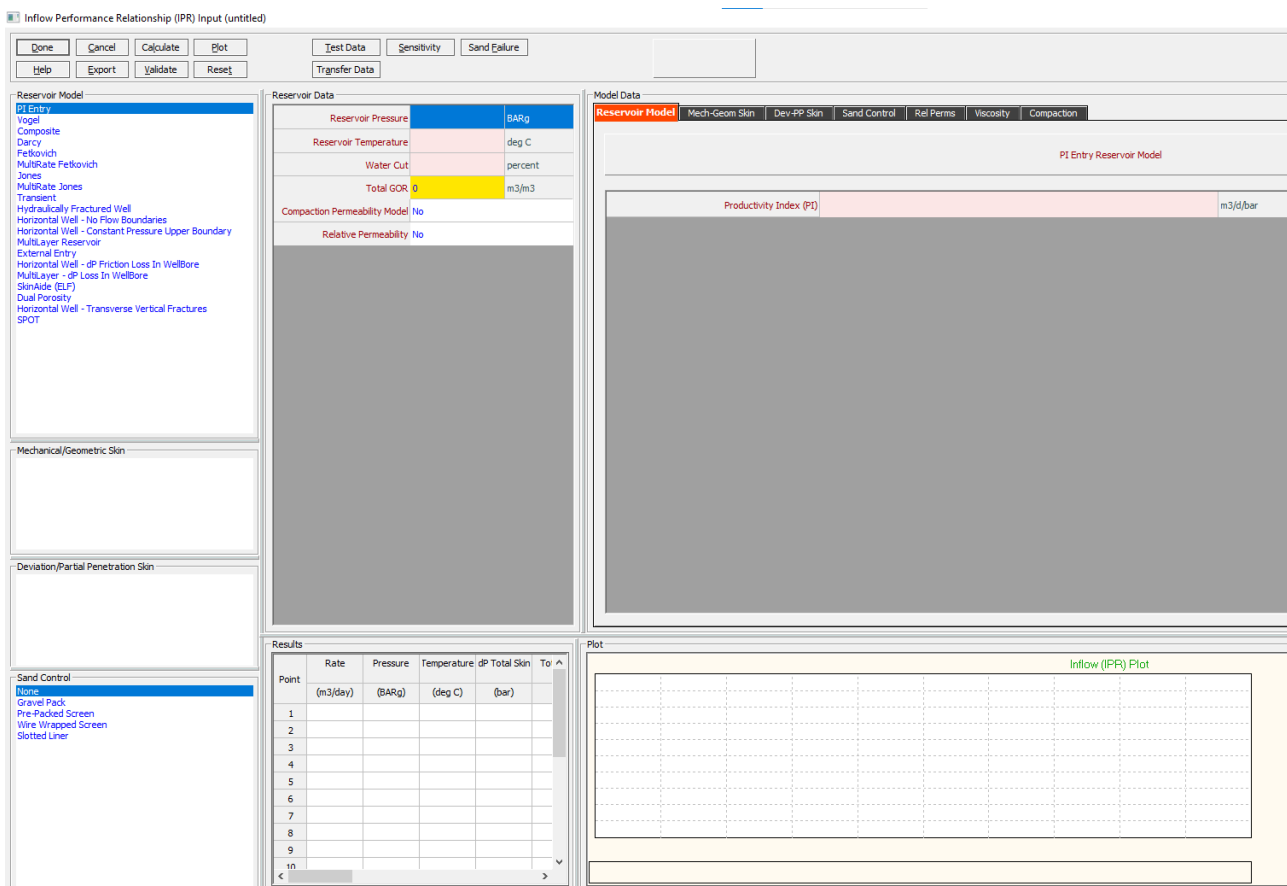 Inflow Performance Relationship (IPR) Input (untitled)
Done Cancel Calculate Plot Test Data Sensitivity Sand Failure
Help Export Validate Reset Transfer Data
Reservoir Model
PI Entry
Vogel
Composite
Darcy
Fetkovich
MultiRate Fetkovich
Jones
MultiRate Jones
Transient
Hydraulically Fractured Well
Horizontal Well - No Flow Boundaries
Horizontal Well - Constant Pressure Upper Boundary
MultiLayer Reservoir
External Entry
Horizontal Well - dP Friction Loss In WellBore
MultiLayer - dP Loss In WellBore
SkinAide (ELF)
Dual Porosity
Horizontal Well - Transverse Vertical Fractures
SPOT
Mechanical/Geometric Skin
Deviation/Partial Penetration Skin
Sand Control
None
Gravel Pack
Pre-Packed Screen
Wire Wrapped Screen
Slotted Liner
Reservoir Data
Reservoir Pressure BARg
Reservoir Temperature deg C
Water Cut percent
Total GOR 0 m3/m3
Compaction Permeability Model No
Relative Permeability No
Model Data
Reservoir Model Mech-Geom Skin Dev-PP Skin Sand Control Rel Perms Viscosity Compaction
PI Entry Reservoir Model
Productivity Index (PI) m3/d/bar
Results
Point Rate Pressure Temperature dP Total Skin
(m3/day) (BARg) (deg C) (bar)
1
2
3
4
5
6
7
8
9
10
Plot
Inflow (IPR) Plot